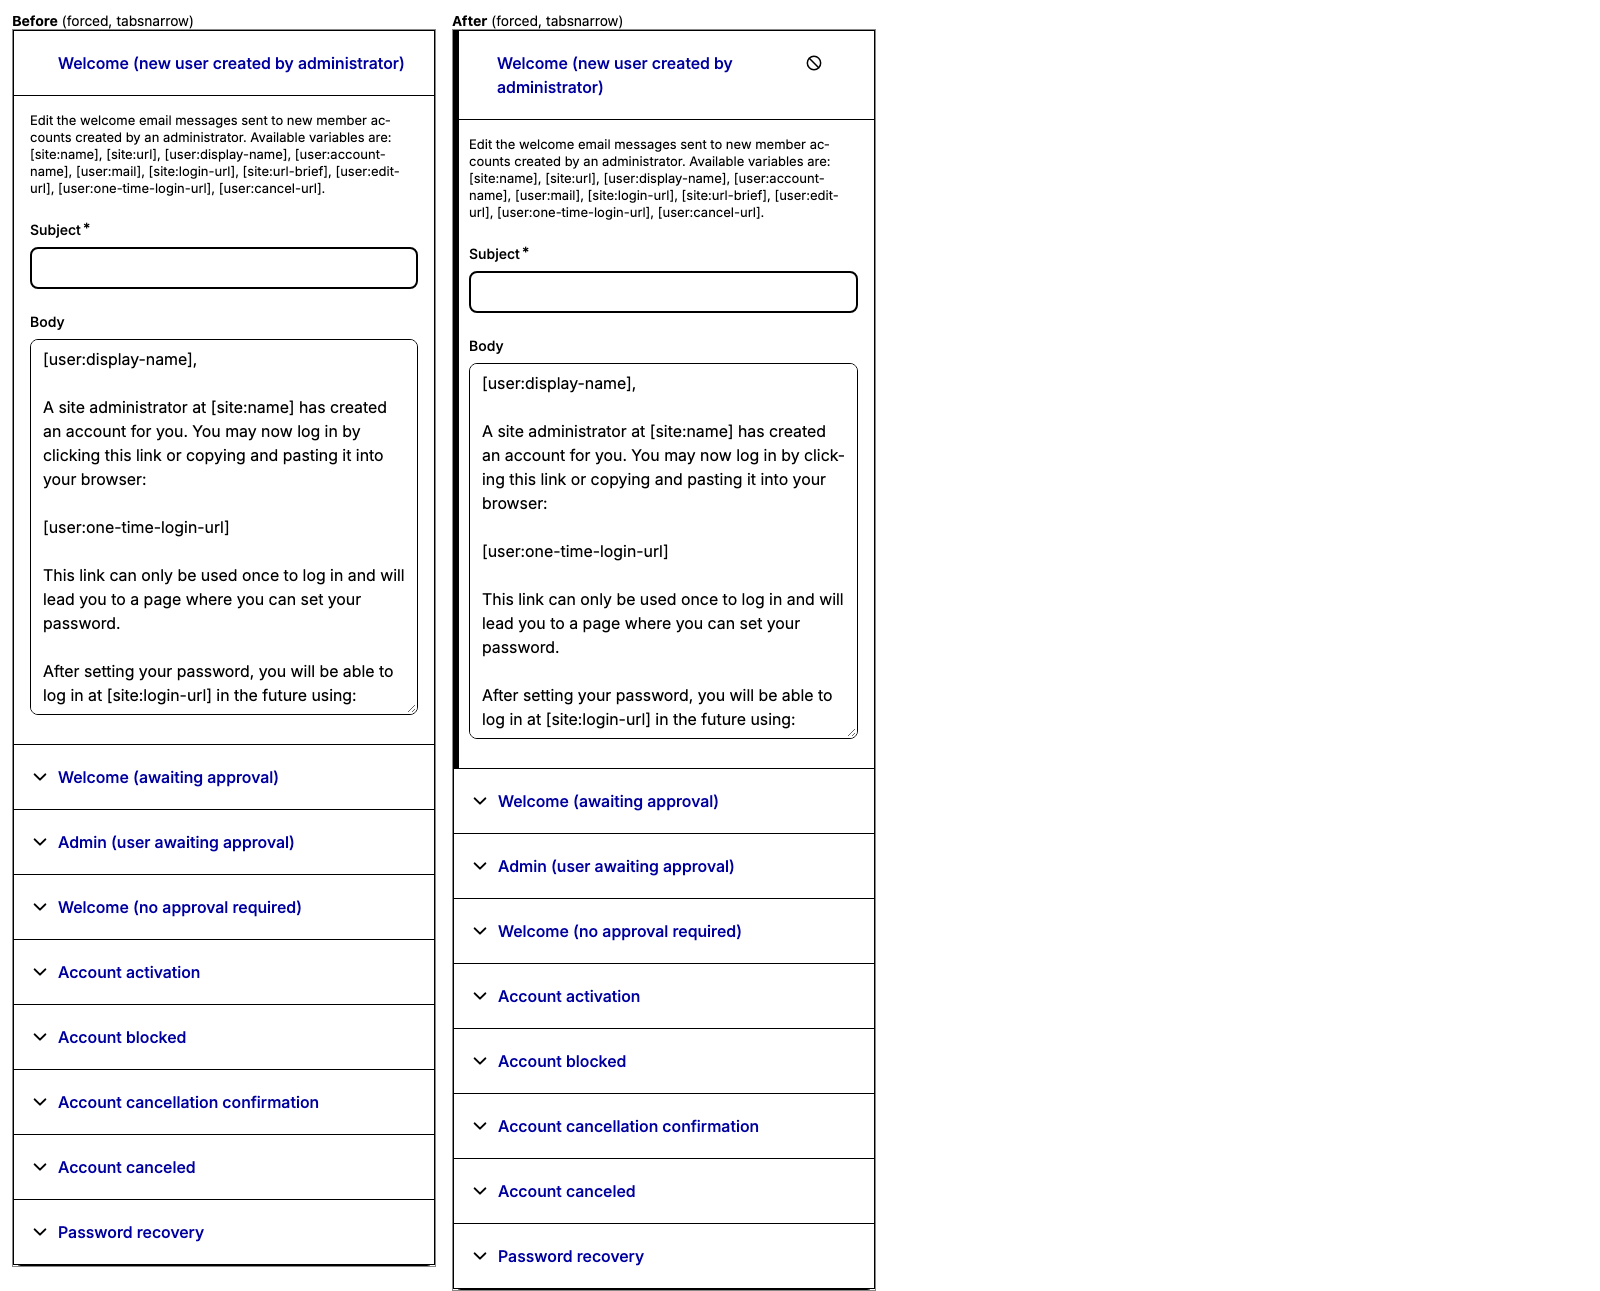 Before (forced, tabsnarrow)
Welcome (new user created by administrator)
Edit the welcome email messages sent to new member ac-
counts created by an administrator. Available variables are:
[site:name], [site:url], [user:display-name], [user:account-
name], [user:mail], [site:login-url], [site:url-brief], [user:edit-
url], [user:one-time-login-url], [user:cancel-url].
Subject*
Body
[user:display-name],
A site administrator at [site:name] has created
an account for you. You may now log in by
clicking this link or copying and pasting it into
your browser:
[user:one-time-login-url]
This link can only be used once to log in and will
lead you to a page where you can set your
password.
After setting your password, you will be able to
log in at [site:login-url] in the future using:
Welcome (awaiting approval)
Admin (user awaiting approval)
Welcome (no approval required)
Account activation
Account blocked
Account cancellation confirmation
Account canceled
Password recovery
After (forced, tabsnarrow)
Welcome (new user created by
administrator)
Edit the welcome email messages sent to new member ac-
counts created by an administrator. Available variables are:
[site:name], [site:url], [user:display-name], [user:account-
name], [user:mail], [site:login-url], [site:url-brief], [user:edit-
url], [user:one-time-login-url], [user:cancel-url].
Subject*
Body
[user:display-name],
A site administrator at [site:name] has created
an account for you. You may now log in by click-
ing this link or copying and pasting it into your
browser:
[user:one-time-login-url]
This link can only be used once to log in and will
lead you to a page where you can set your
password.
After setting your password, you will be able to
log in at [site:login-url] in the future using:
Welcome (awaiting approval)
Admin (user awaiting approval)
Welcome (no approval required)
Account activation
Account blocked
Account cancellation confirmation
Account canceled
Password recovery